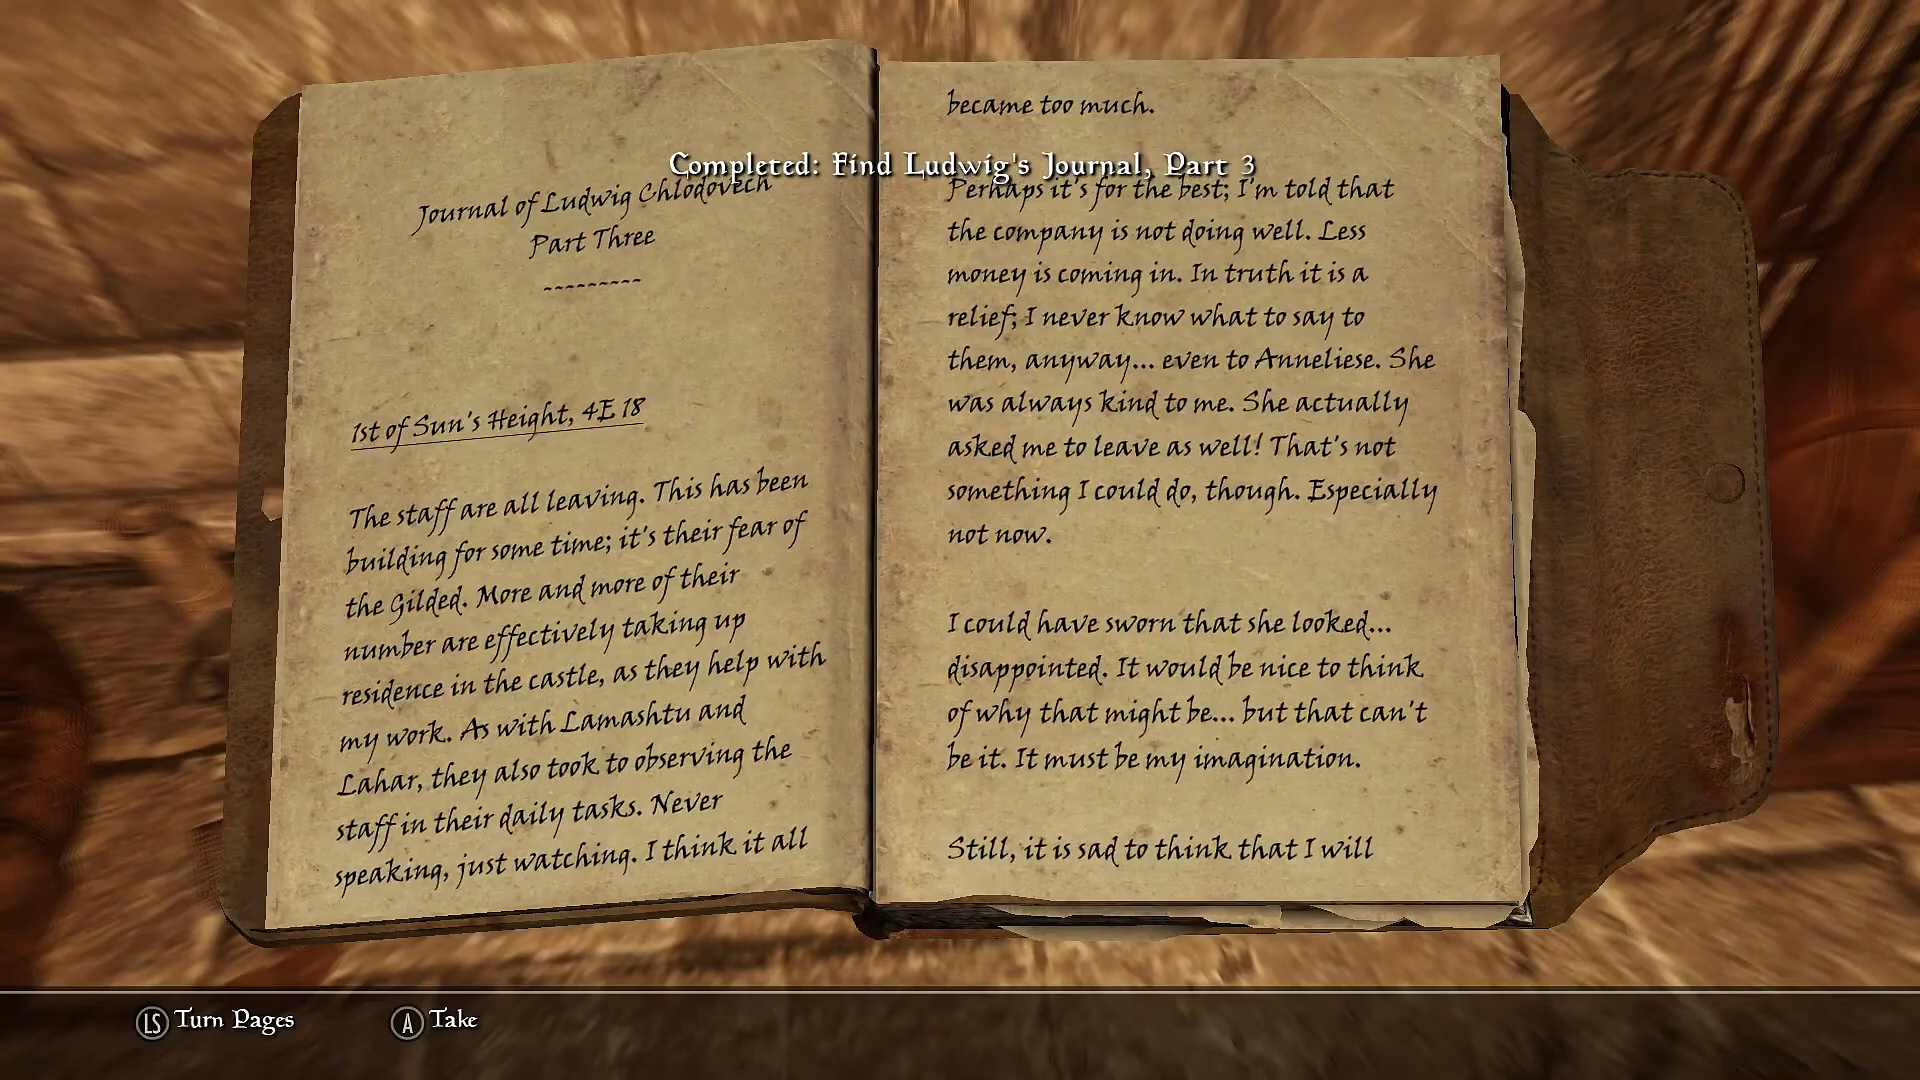 Completed: Find Ludwig's Journal, Part 3
Journal of Ludwig Chlodovech
Part Three
~~~~~~~~~
1st of Sun's Height, 4E 18
The staff are all leaving. This has been
building for some time; it's their fear of
the Gilded. More and more of their
number are effectively taking up
residence in the castle, as they help with
my work. As with Lamashtu and
Lahar, they also took to observing the
staff in their daily tasks. Never
speaking, just watching. I think it all
became too much.
Perhaps it's for the best; I'm told that
the company is not doing well. Less
money is coming in. In truth it is a
relief; I never know what to say to
them, anyway... even to Anneliese. She
was always kind to me. She actually
asked me to leave as well! That's not
something I could do, though. Especially
not now.
I could have sworn that she looked...
disappointed. It would be nice to think
of why that might be... but that can't
be it. It must be my imagination.
Still, it is sad to think that I will
LS Turn Pages
A Take